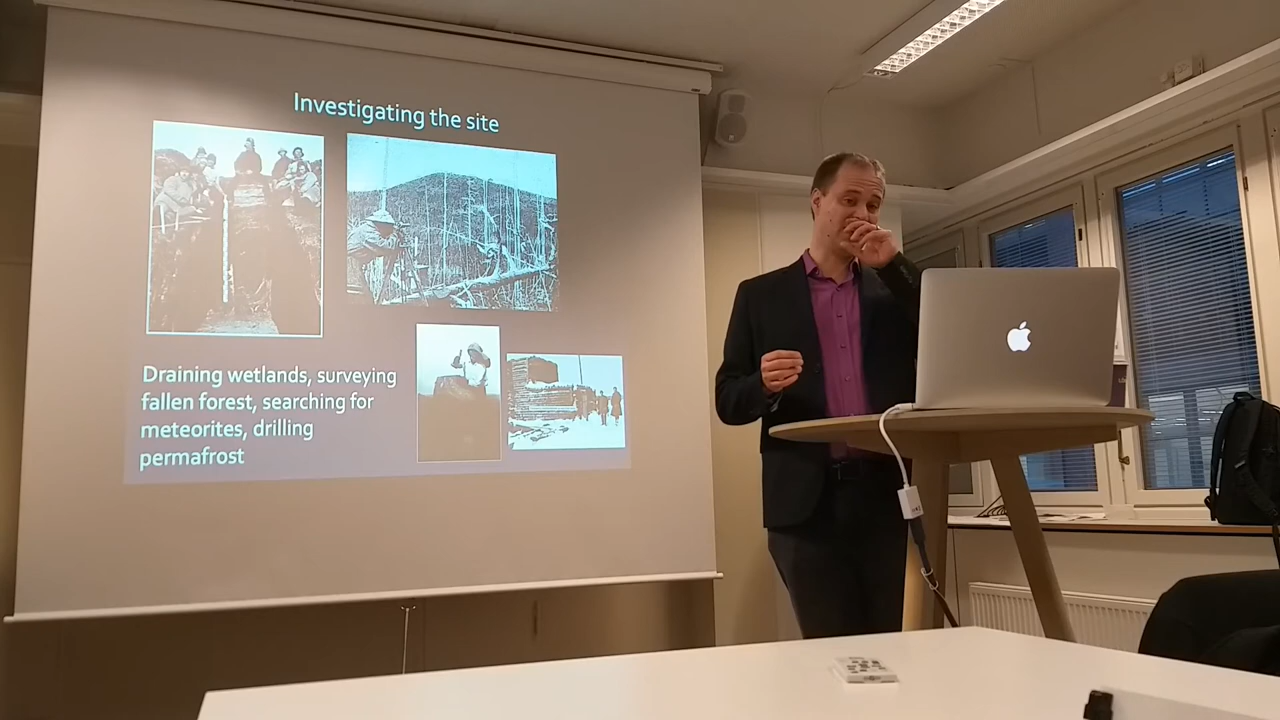 Investigating the site
Draining wetlands, surveying
fallen forest, searching for
meteorites, drilling
permafrost